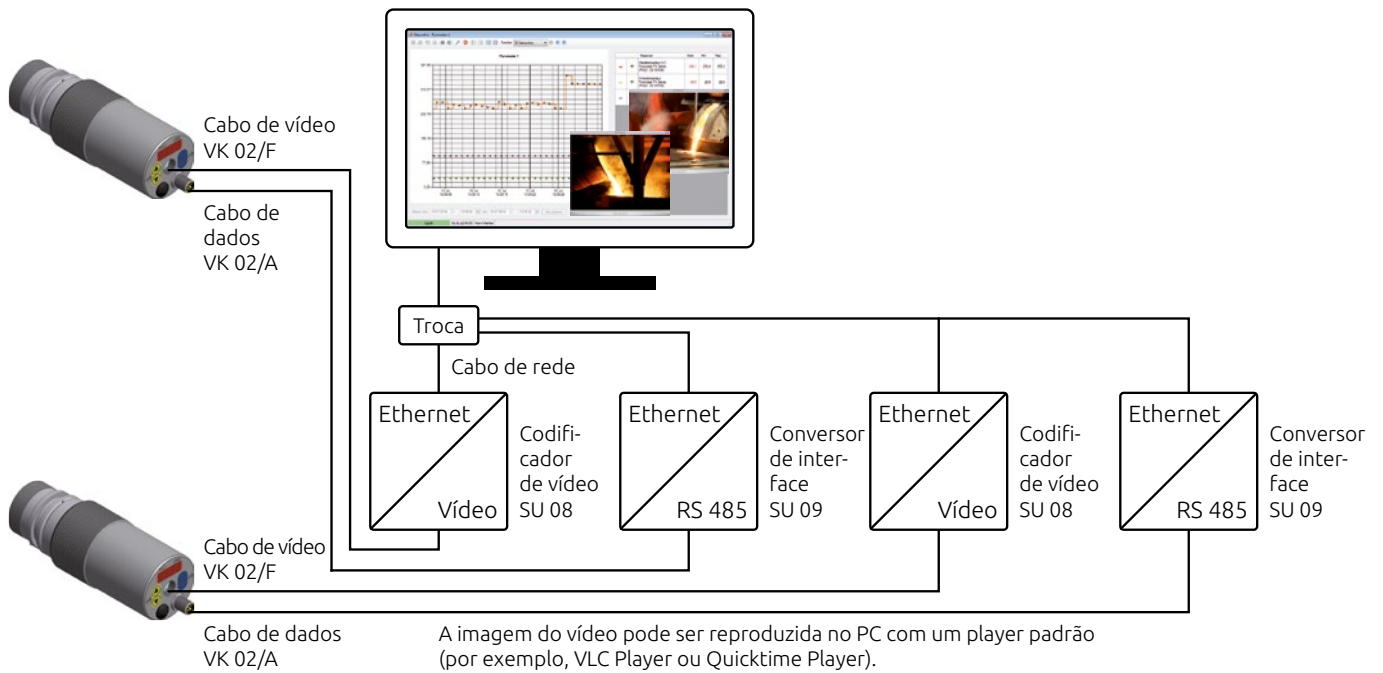 Cabo de vídeo
VK 02/F
Cabo de
dados
VK 02/A
Troca
Cabo de rede
Ethernet
Vídeo
Codifi-
cador
de vídeo
SU 08
Ethernet
RS 485
Conversor
de inter-
face
SU 09
Ethernet
Vídeo
Codifi-
cador
de vídeo
SU 08
Ethernet
RS 485
Conversor
de inter-
face
SU 09
Cabo de vídeo
VK 02/F
Cabo de dados
VK 02/A
A imagem do vídeo pode ser reproduzida no PC com um player padrão
(por exemplo, VLC Player ou Quicktime Player).